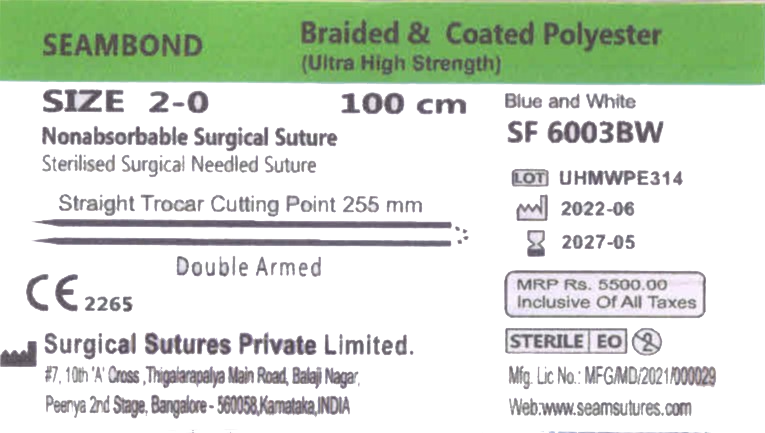 SEAMBOND
Braided & Coated Polyester
(Ultra High Strength)
SIZE 2-0 100 cm
Nonabsorbable Surgical Suture
Sterilised Surgical Needled Suture
Straight Trocar Cutting Point 255 mm
Double Armed
CE 2265
Surgical Sutures Private Limited.
#7, 10th 'A' Cross ,Thigalarapalya Main Road, Balaji Nagar,
Peenya 2nd Stage, Bangalore - 560058,Karnataka,INDIA
Blue and White
SF 6003BW
LOT UHMWPE314
2022-06
2027-05
MRP Rs. 5500.00
Inclusive Of All Taxes
STERILE EO 2
Mfg. Lic No.: MFG/MD/2021/000029
Web:www.seamsutures.com